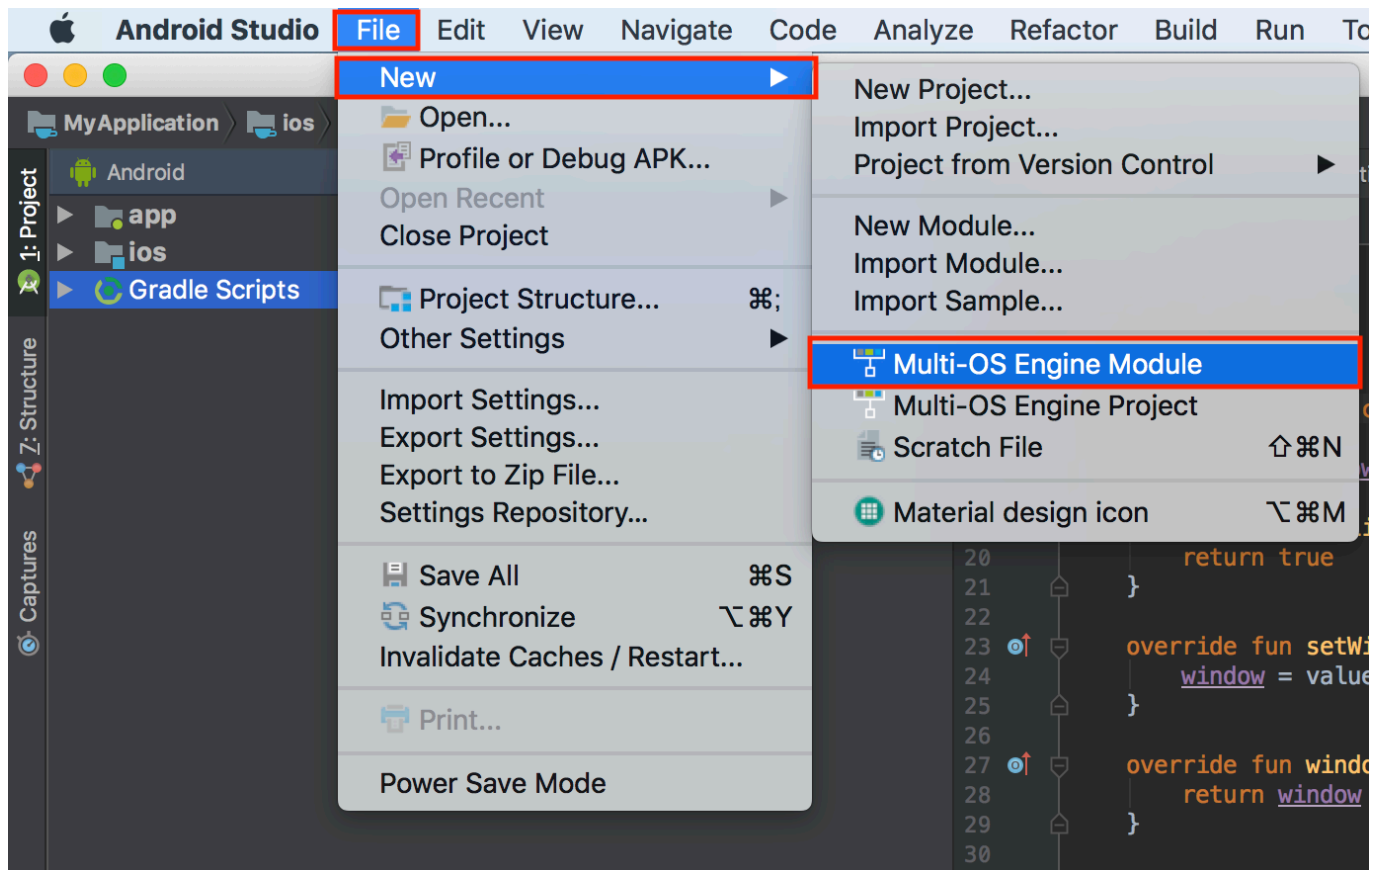 Android Studio File Edit View Navigate Code Analyze Refactor Build Run
New
Open...
Profile or Debug APK...
Open Recent
Close Project
Project Structure... ⌘;
Other Settings
Import Settings...
Export Settings...
Export to Zip File...
Settings Repository...
Save All ⌘S
Synchronize ⌥⌘Y
Invalidate Caches / Restart...
Print...
Power Save Mode
New Project...
Import Project...
Project from Version Control
New Module...
Import Module...
Import Sample...
Multi-OS Engine Module
Multi-OS Engine Project
Scratch File ⇧⌘N
Material design icon ⌥⌘M
MyApplication ios
Android
app
ios
Gradle Scripts
1: Project
7: Structure
Captures
20 return true
21 }
22
23 override fun setWi
24 window = value
25 }
26
27 override fun windo
28 return window
29 }
30